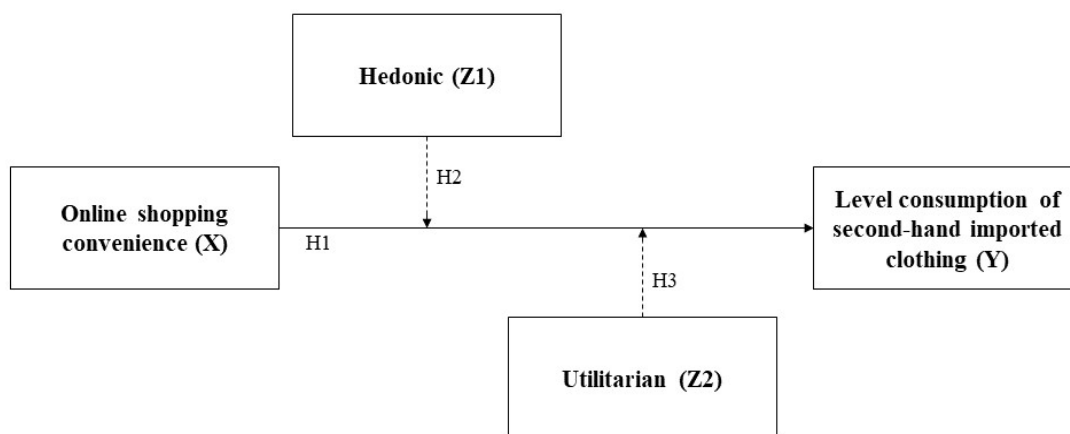 Hedonic (Z1)
H2
Online shopping
convenience (X)
H1
Level consumption of
second-hand imported
clothing (Y)
H3
Utilitarian (Z2)